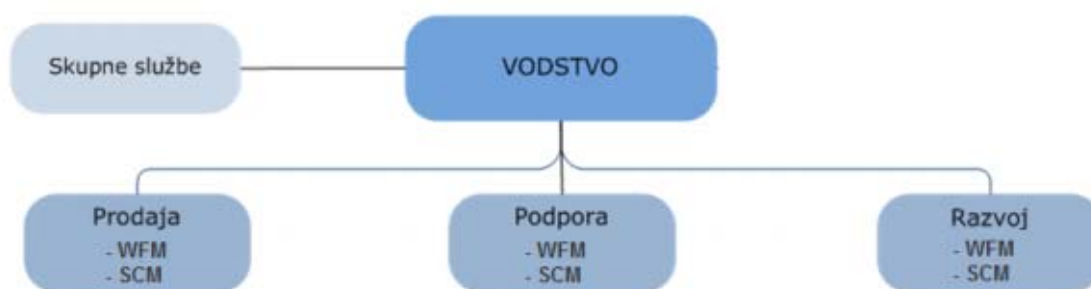 Skupne službe
VODSTVO
Prodaja
- WFM
- SCM
Podpora
- WFM
- SCM
Razvoj
- WFM
- SCM